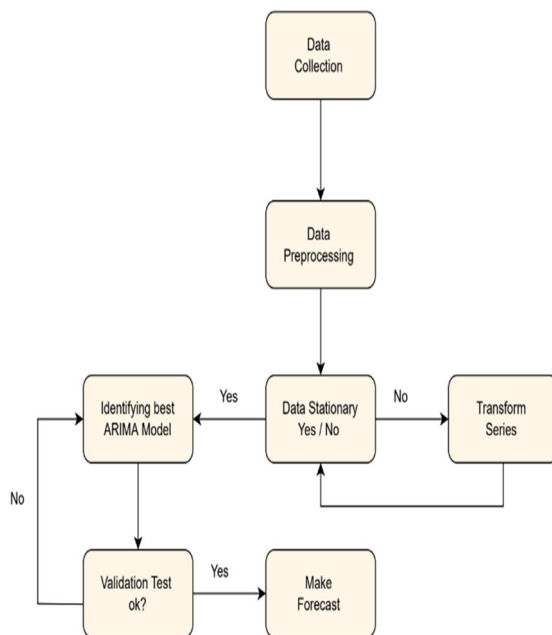 Data
Collection
Data
Preprocessing
Yes
No
Identifying best
ARIMA Model
Data Stationary
Yes / No
Transform
Series
No
Validation Test
ok?
Yes
Make
Forecast